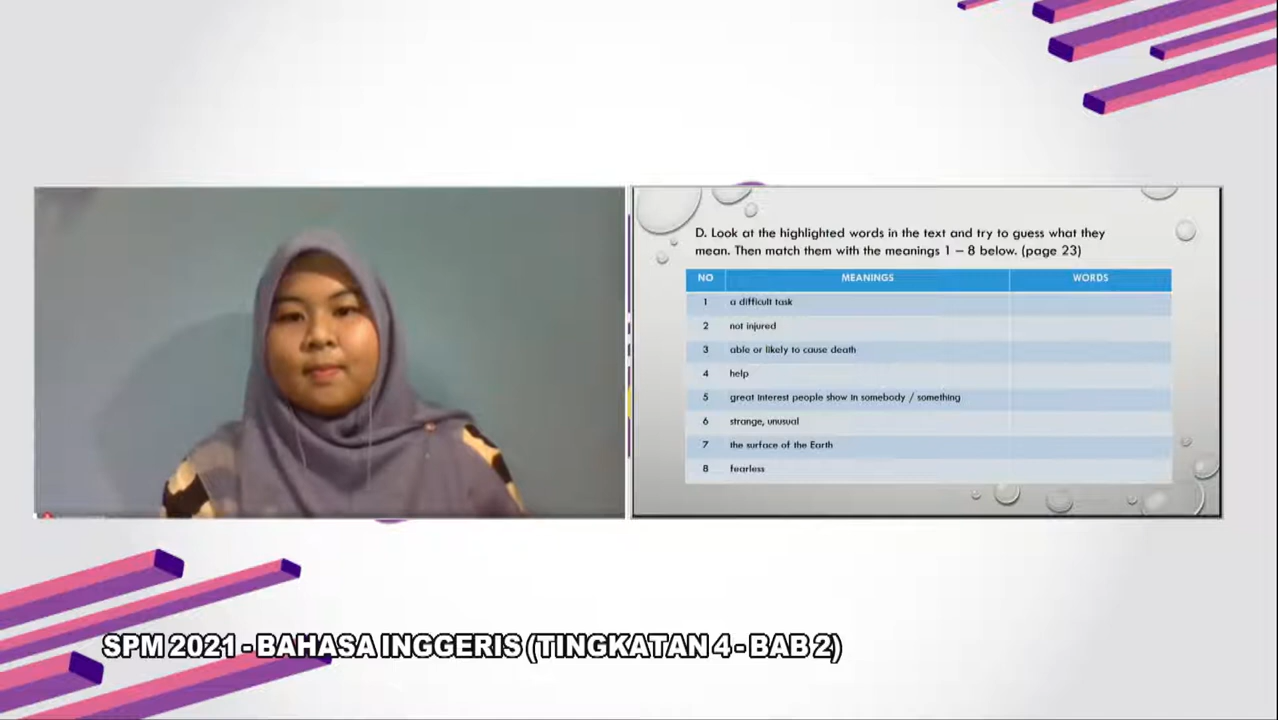 D. Look at the highlighted words in the text and try to guess what they
mean. Then match them with the meanings 1 – 8 below. (page 23)
NO MEANINGS WORDS
1 a difficult task
2 not injured
3 able or likely to cause death
4 help
5 great interest people show in somebody / something
6 strange, unusual
7 the surface of the Earth
8 fearless
SPM 2021 - BAHASA INGGERIS (TINGKATAN 4 - BAB 2)